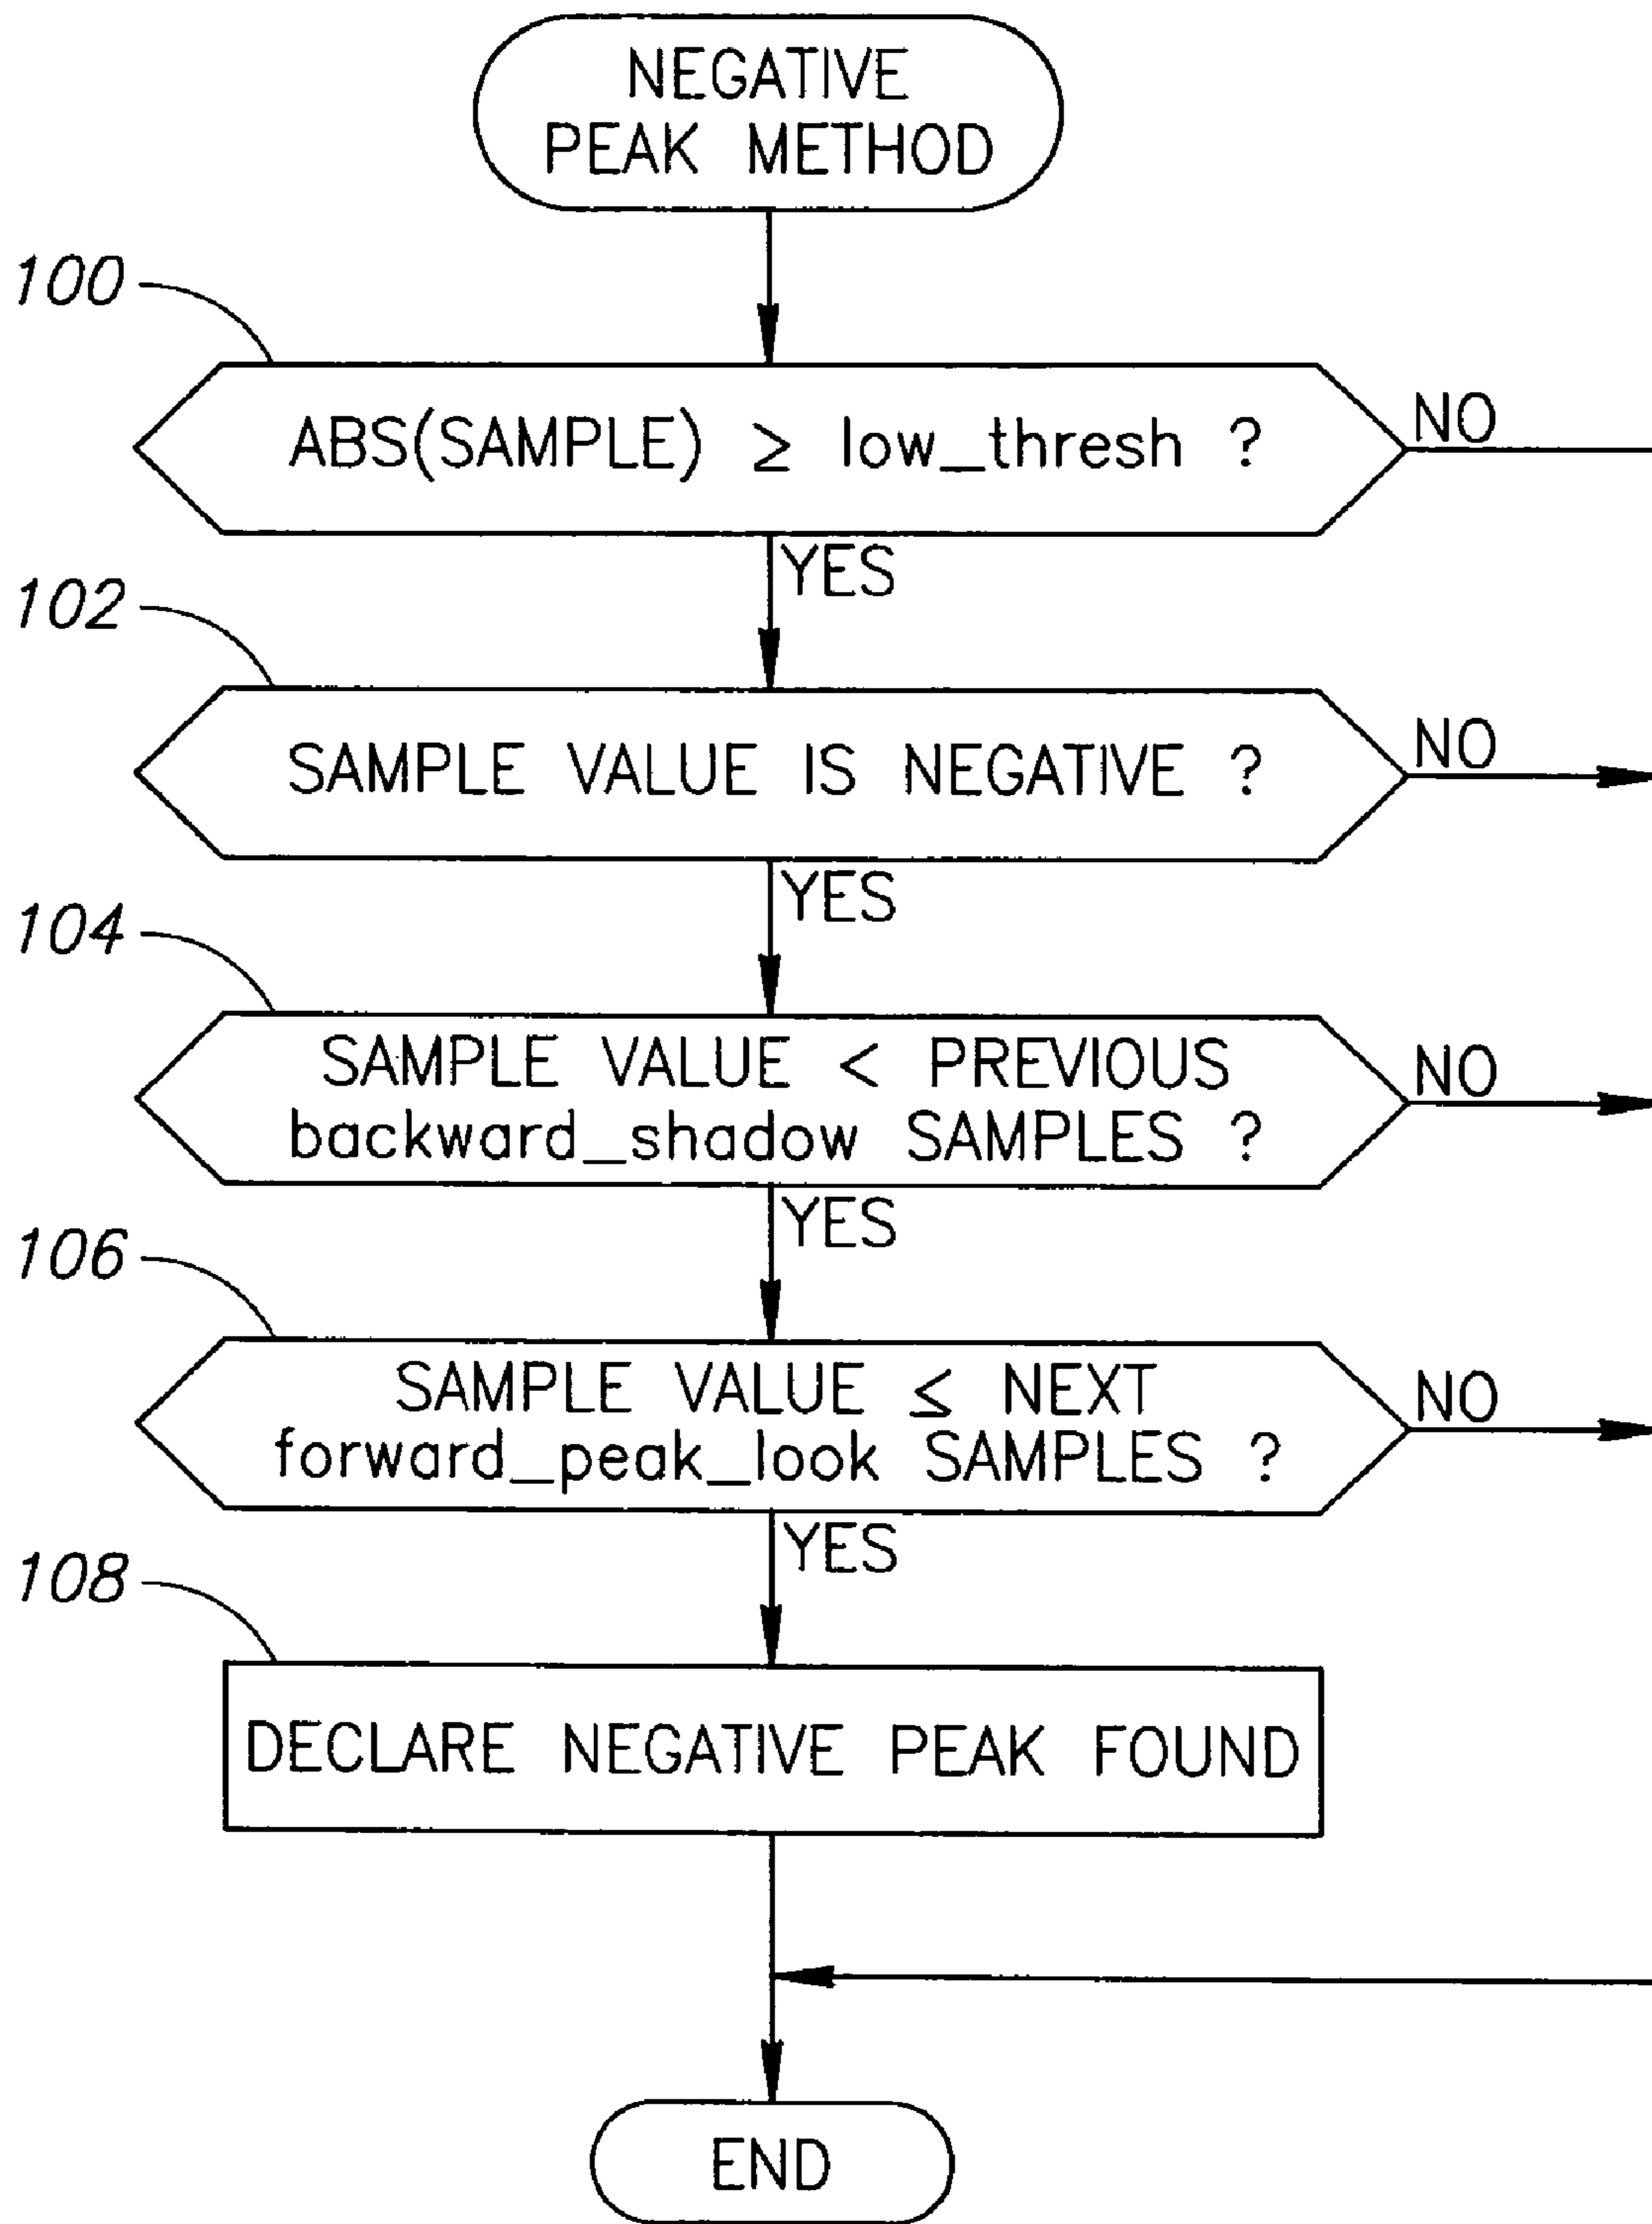 NEGATIVE
PEAK METHOD
100
ABS(SAMPLE) ≥ low_thresh ?
NO
YES
102
SAMPLE VALUE IS NEGATIVE ?
NO
YES
104
SAMPLE VALUE < PREVIOUS
backward_shadow SAMPLES ?
NO
YES
106
SAMPLE VALUE ≤ NEXT
forward_peak_look SAMPLES ?
NO
YES
108
DECLARE NEGATIVE PEAK FOUND
END